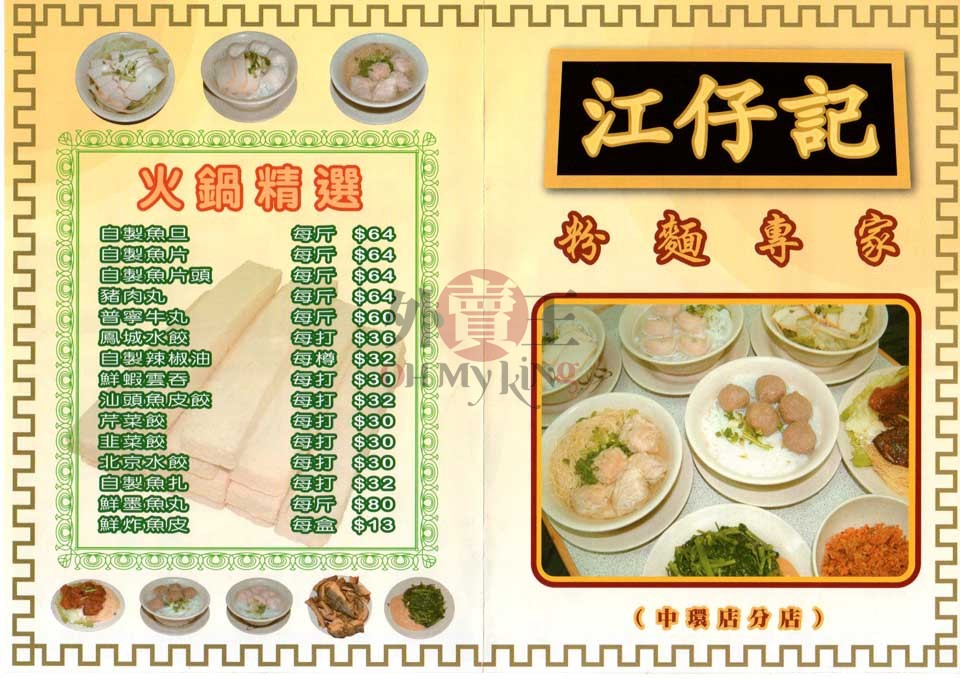 火鍋精選
自製魚旦 每斤 $64
自製魚片 每斤 $64
自製魚片頭 每斤 $64
豬肉丸 每斤 $64
普寧牛丸 每斤 $60
鳳城水餃 每打 $36
自製辣椒油 每樽 $32
鮮蝦雲吞 每打 $30
汕頭魚皮餃 每打 $32
芹菜餃 每打 $30
韭菜餃 每打 $30
北京水餃 每打 $30
自製魚扎 每打 $32
鮮墨魚丸 每斤 $80
鮮炸魚皮 每盒 $13
外賣王
OH MY KING
江仔記
粉麵專家
(中環店分店)